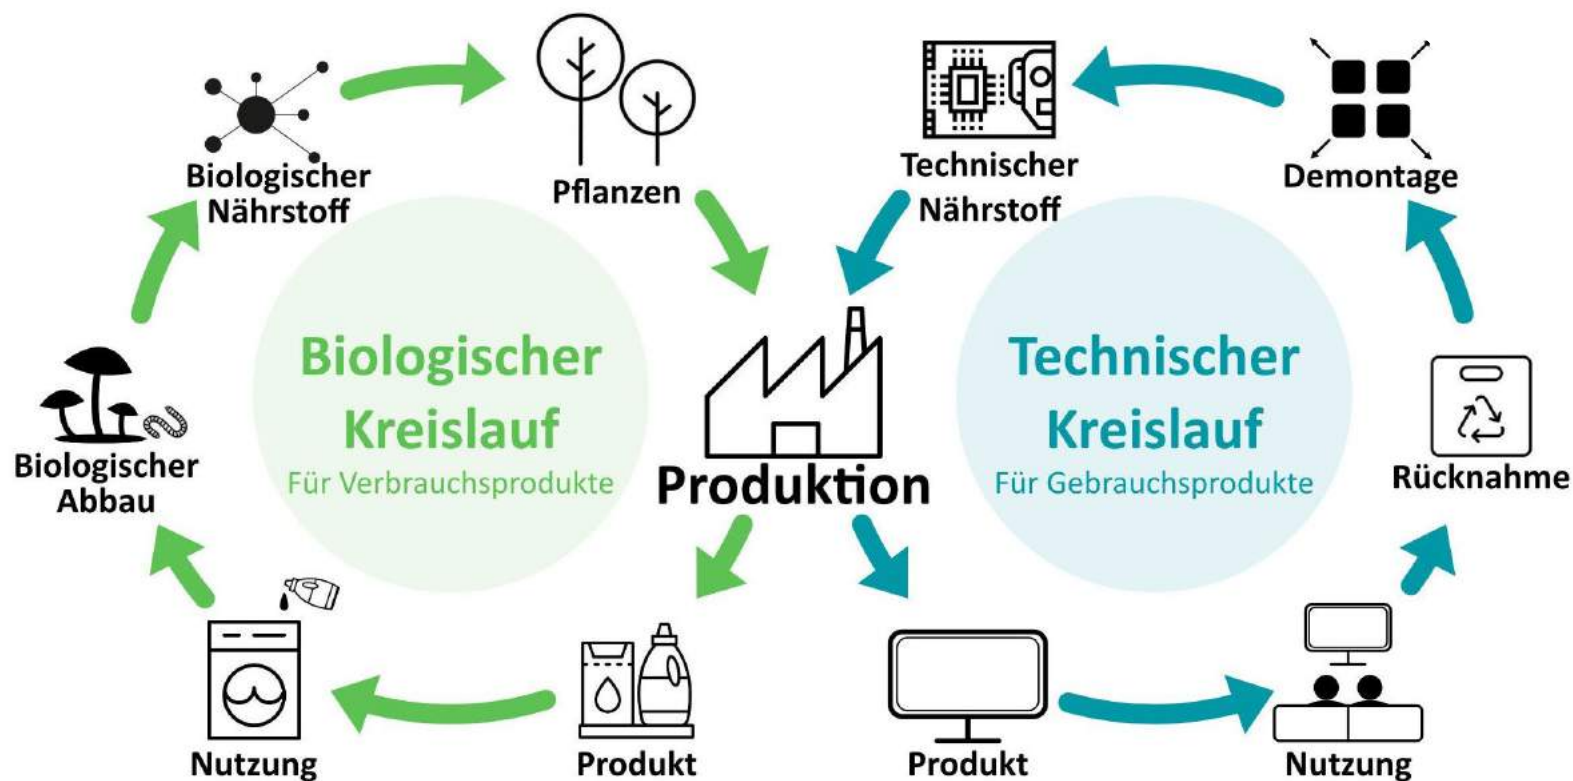 Biologischer
Nährstoff
Pflanzen
Technischer
Nährstoff
Demontage
Biologischer
Kreislauf
Für Verbrauchsprodukte
Technischer
Kreislauf
Für Gebrauchsprodukte
Biologischer
Abbau
Produktion
Rücknahme
Nutzung
Produkt
Produkt
Nutzung